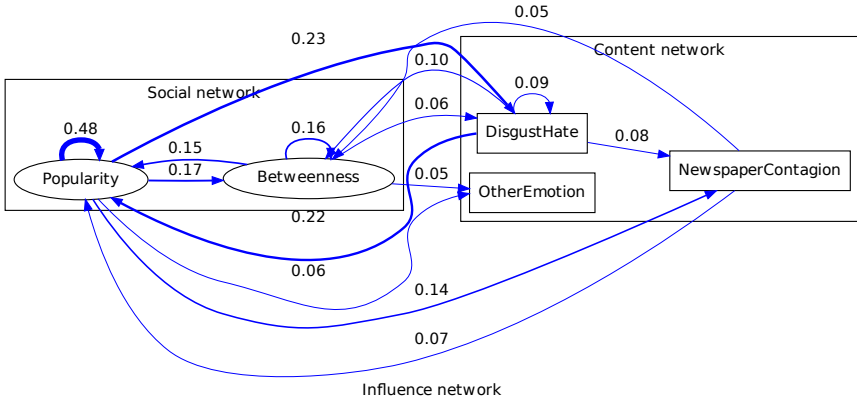 0.05
0.23
Content network
0.10
0.09
Social network
0.06
0.48
0.16
DisgustHate
0.08
0.15
0.17
Popularity
Betweenness
0.05
NewspaperContagion
OtherEmotion
0.22
0.06
0.14
0.07
Influence network